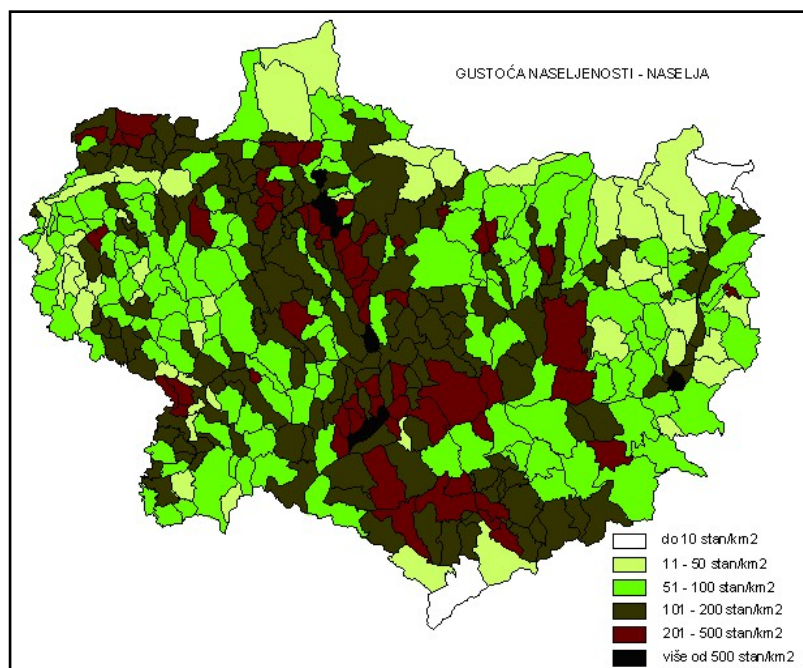 GUSTOĆA NASELJENOSTI - NASELJA
do 10 stan/km2
11 - 50 stan/km2
51 - 100 stan/km2
101 - 200 stan/km2
201 - 500 stan/km2
više od 500 stan/km2